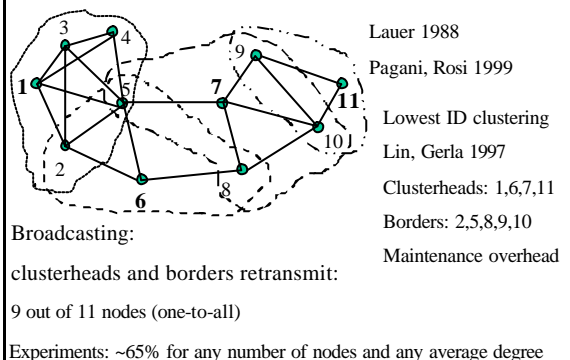 3
4
1
5
2
6
7
8
9
10
11
Lauer 1988
Pagani, Rosi 1999
Lowest ID clustering
Lin, Gerla 1997
Clusterheads: 1,6,7,11
Borders: 2,5,8,9,10
Maintenance overhead
Broadcasting:
clusterheads and borders retransmit:
9 out of 11 nodes (one-to-all)
Experiments: ~65% for any number of nodes and any average degree